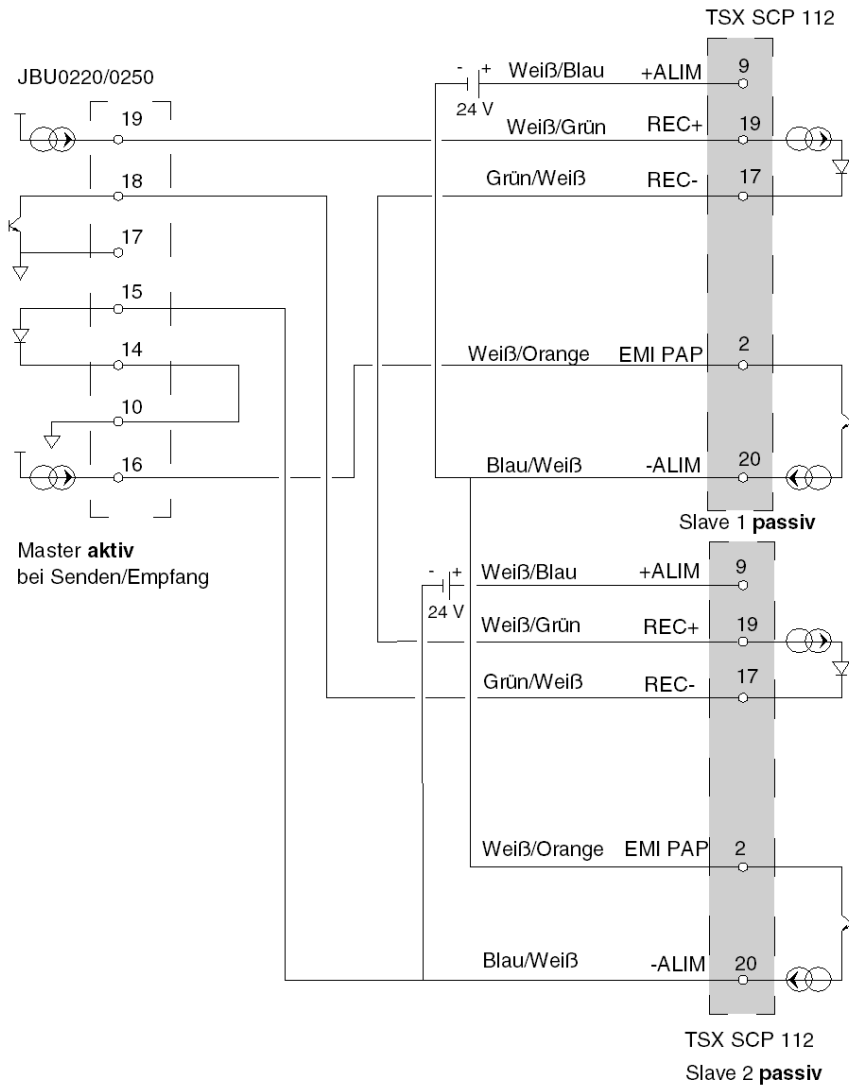 TSX SCP 112
JBU0220/0250
- + Weiß/Blau +ALIM 9
24 V
19 Weiß/Grün REC+ 19
18 Grün/Weiß REC- 17
17
15
14 Weiß/Orange EMI PAP 2
10
16 Blau/Weiß -ALIM 20
Slave 1 passiv
Master aktiv
bei Senden/Empfang
- + Weiß/Blau +ALIM 9
24 V
Weiß/Grün REC+ 19
Grün/Weiß REC- 17
Weiß/Orange EMI PAP 2
Blau/Weiß -ALIM 20
TSX SCP 112
Slave 2 passiv